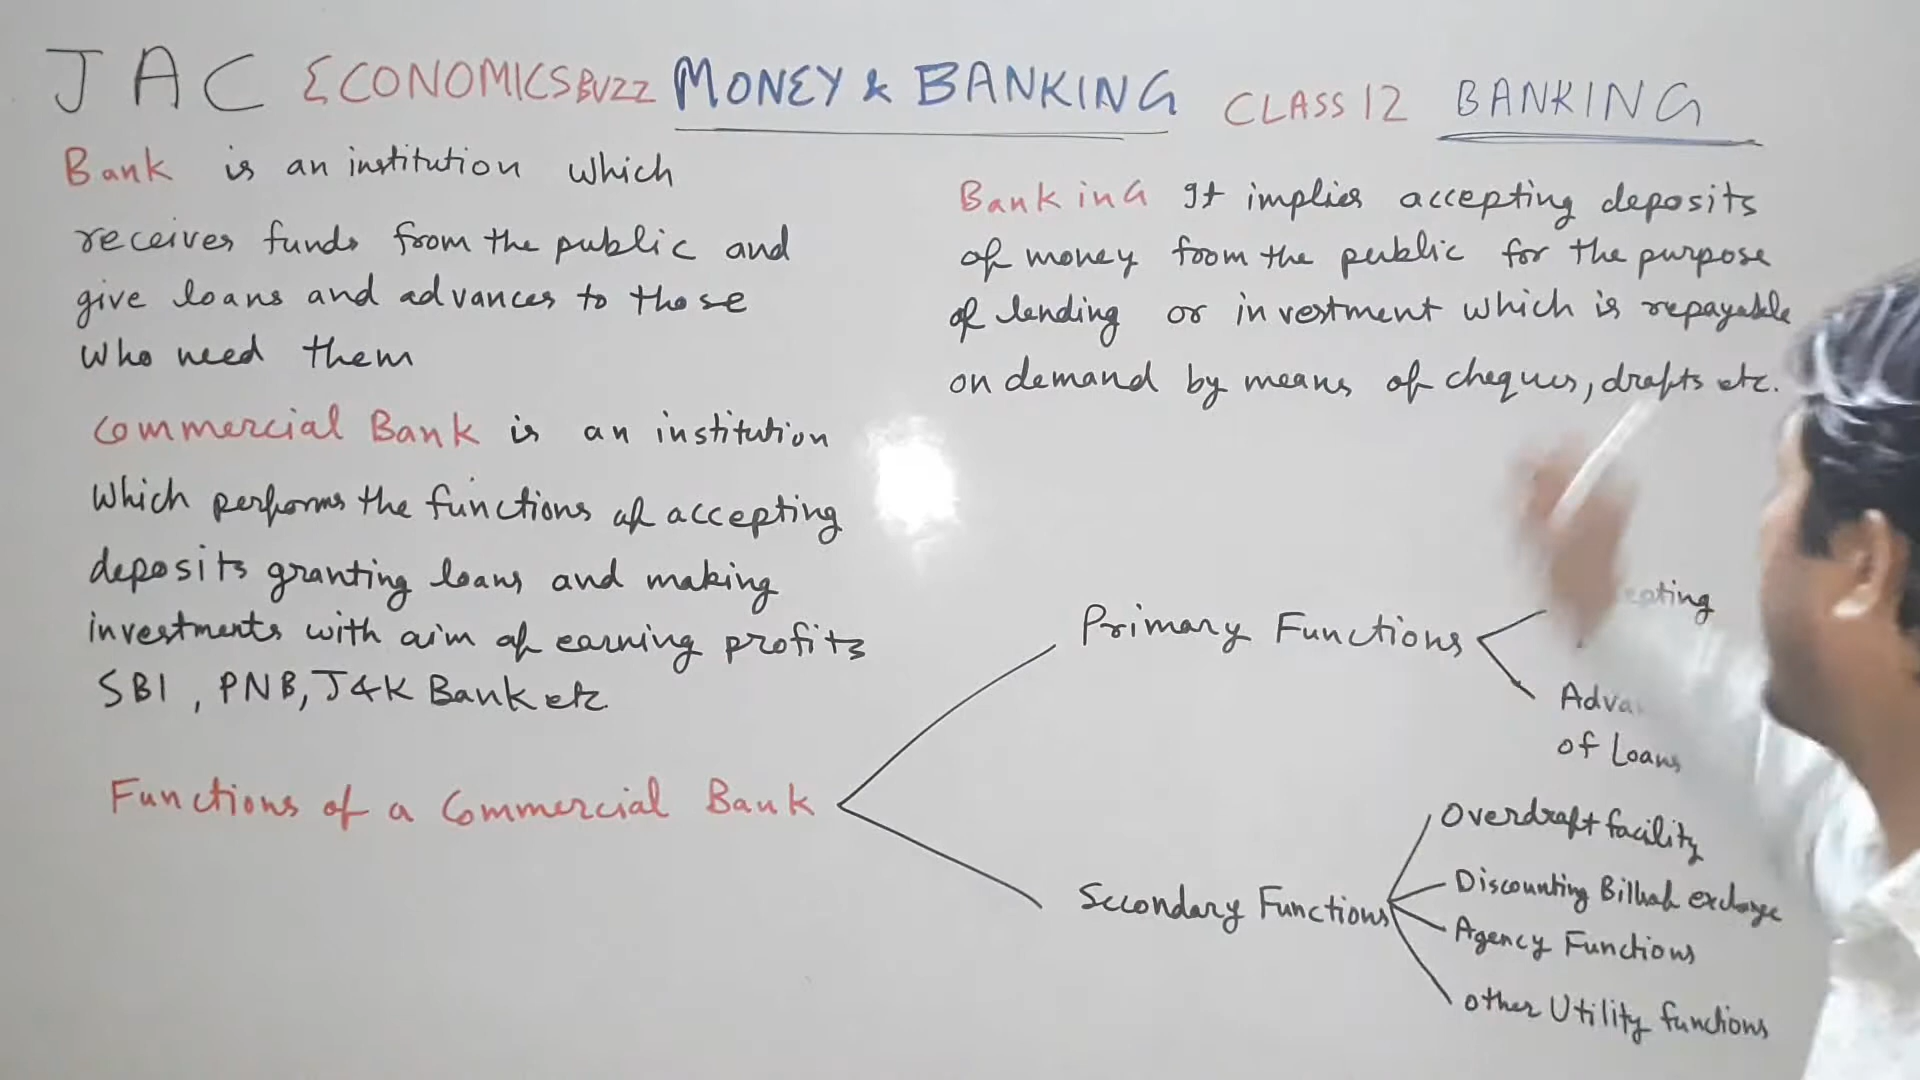 JAC ECONOMICS BUZZ MONEY & BANKING CLASS 12 BANKING
Bank is an institution which
receives funds from the public and
give loans and advances to those
who need them
Commercial Bank is an institution
which performs the functions of accepting
deposits granting loans and making
investments with aim of earning profits
SBI, PNB, J&K Bank etc
BankinG It implies accepting deposits
of money from the public for the purpose
of lending or investment which is repayable
on demand by means of cheques, drafts etc.
Functions of a Commercial Bank
Primary Functions
of Loans
Secondary Functions
Overdraft facility
Discounting Bills of exchange
Agency Functions
other Utility functions